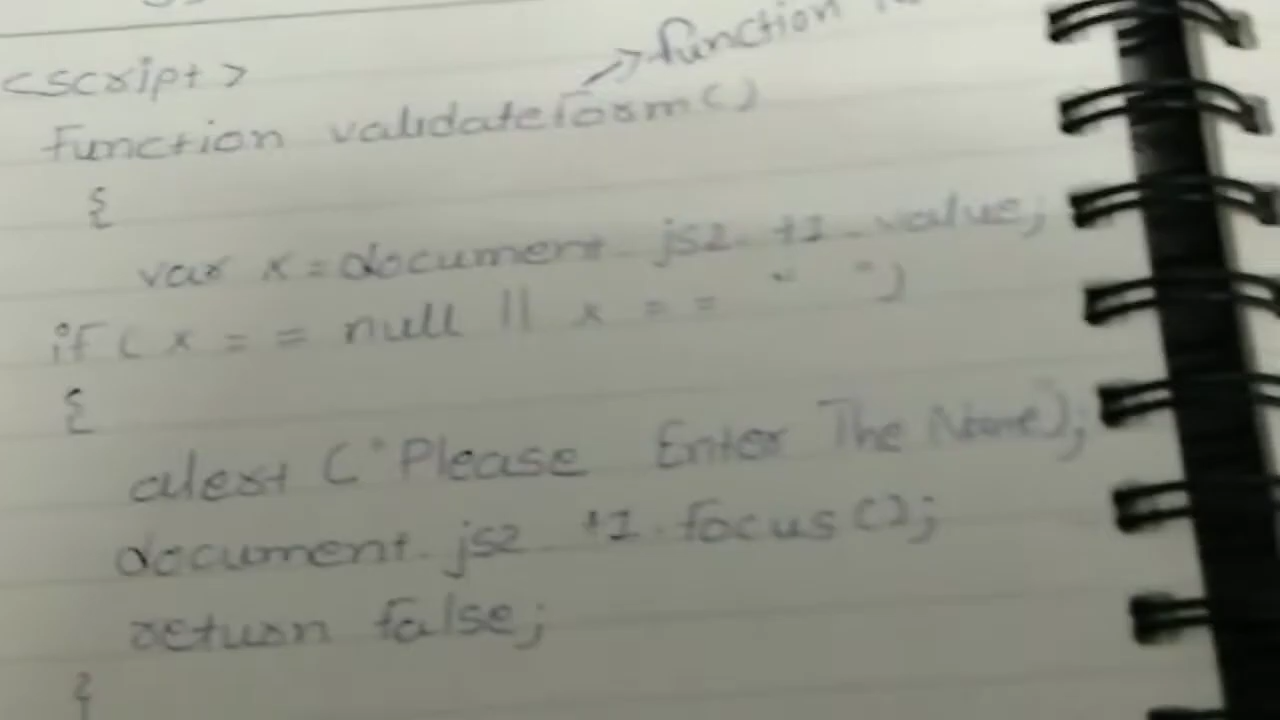 function
<script>
function validateform()
{
var x = document.js2.t1.value;
if ( x = = null || x = = " ")
{
alert ("Please Enter The Name);
document.js2.t1.focus();
return false;
}